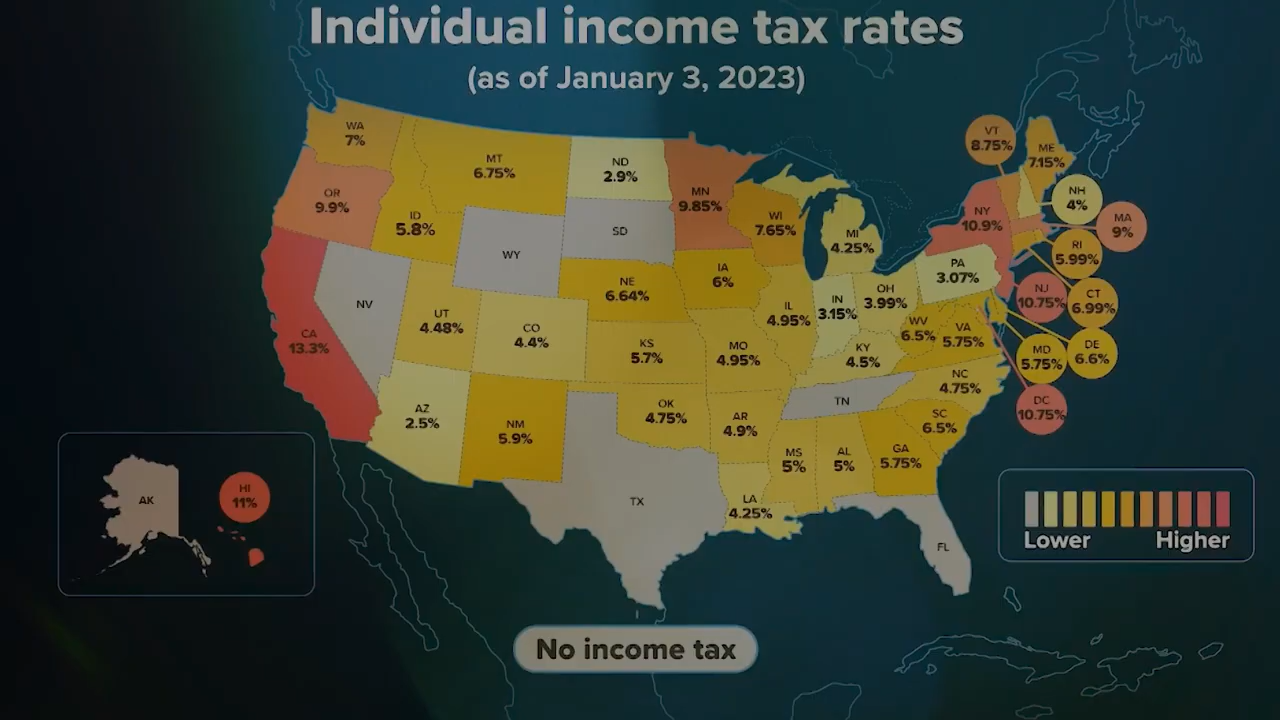 Individual income tax rates
(as of January 3, 2023)
WA
7%
OR
9.9%
CA
13.3%
NV
ID
5.8%
MT
6.75%
WY
UT
4.48%
AZ
2.5%
CO
4.4%
NM
5.9%
ND
2.9%
SD
NE
6.64%
KS
5.7%
OK
4.75%
TX
MN
9.85%
IA
6%
MO
4.95%
AR
4.9%
LA
4.25%
WI
7.65%
IL
4.95%
MI
4.25%
IN
3.15%
OH
3.99%
KY
4.5%
TN
MS
5%
AL
5%
GA
5.75%
FL
SC
6.5%
NC
4.75%
WV
6.5%
VA
5.75%
PA
3.07%
NY
10.9%
VT
8.75%
ME
7.15%
NH
4%
MA
9%
RI
5.99%
NJ
10.75%
CT
6.99%
MD
5.75%
DE
6.6%
DC
10.75%
AK
HI
11%
Lower Higher
No income tax